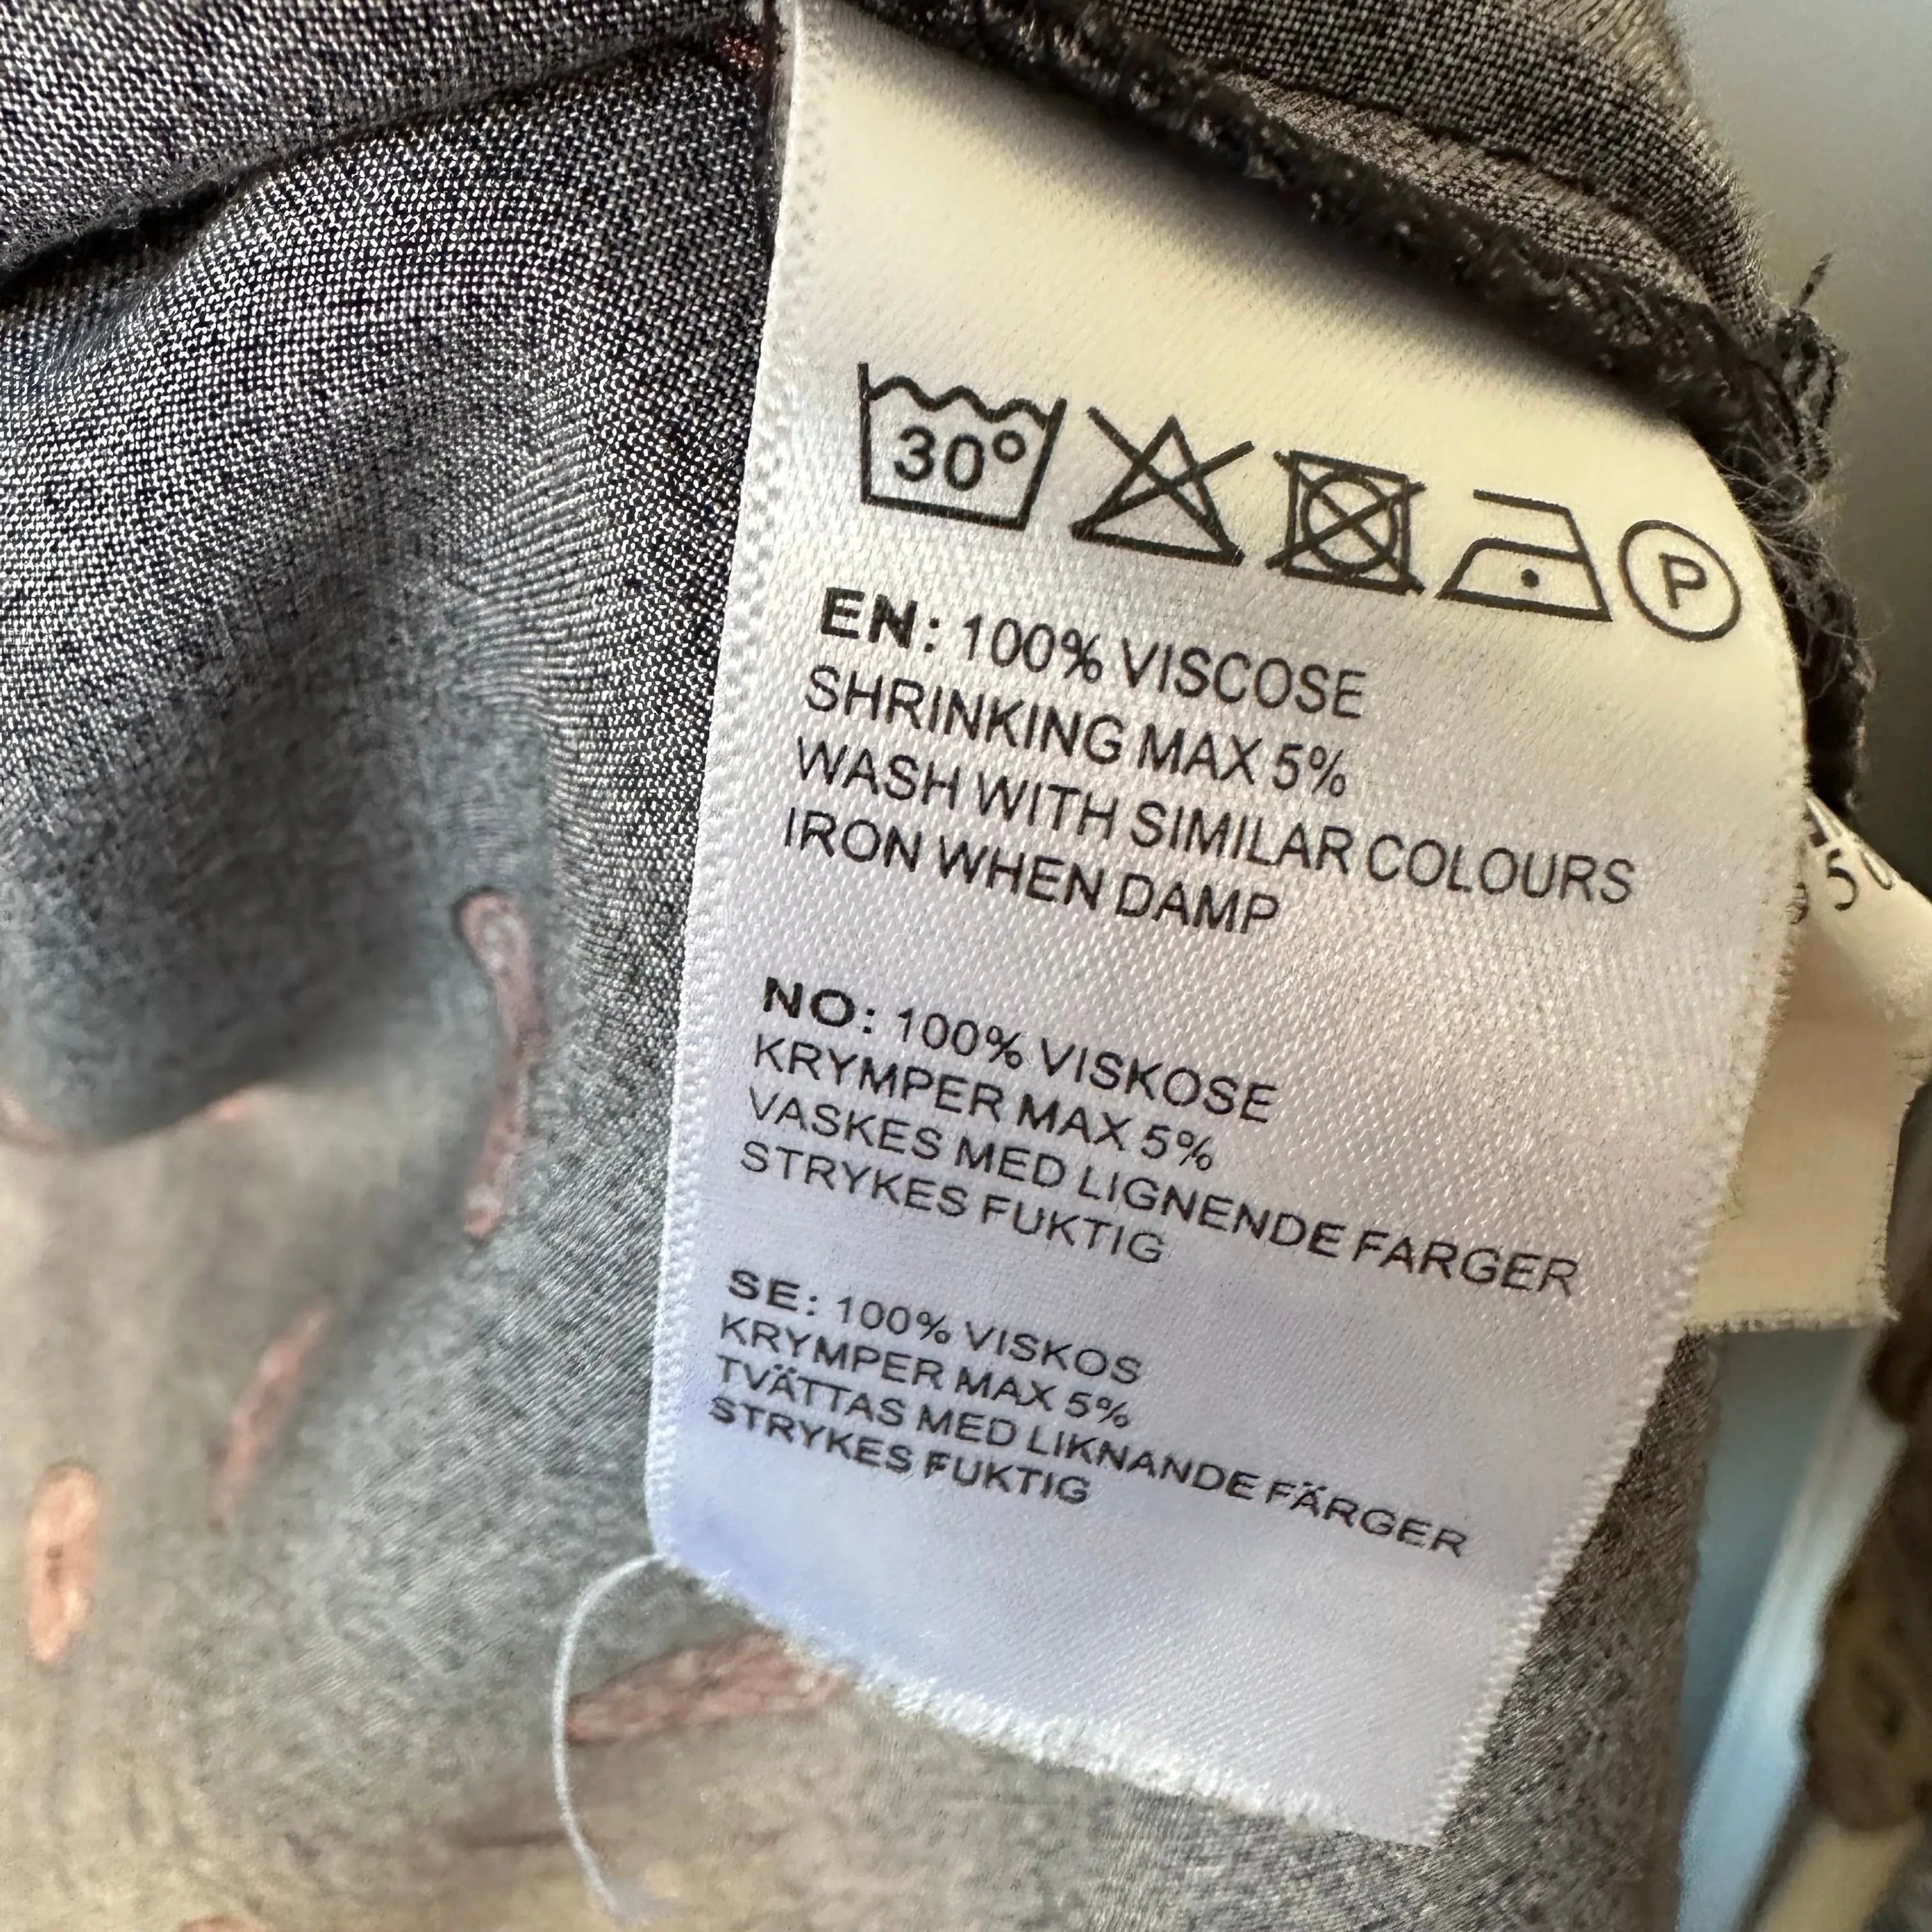 30°
P
EN: 100% VISCOSE
SHRINKING MAX 5%
WASH WITH SIMILAR COLOURS
IRON WHEN DAMP
NO: 100% VISKOSE
KRYMPER MAX 5%
VASKES MED LIGNENDE FARGER
STRYKES FUKTIG
SE: 100% VISKOS
KRYMPER MAX 5%
TVÄTTAS MED LIKNANDE FÄRGER
STRYKES FUKTIG